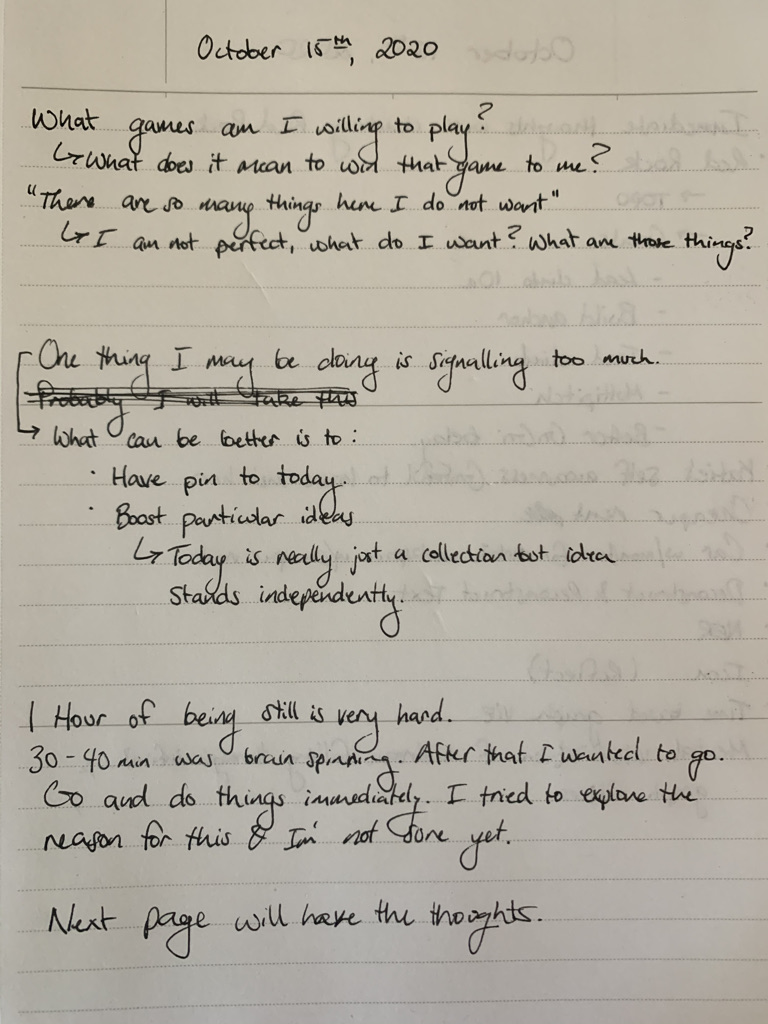 October 15th, 2020
What games am I willing to play?
↳ What does it mean to win that game to me?
"There are so many things here I do not want"
↳ I am not perfect, what do I want? What are those things?
One thing I may be doing is signalling too much.
Probably I will take this
→ What can be better is to:
· Have pin to today.
· Boost particular ideas
↳ Today is really just a collection but idea
stands independently.
1 Hour of being still is very hard.
30-40 min was brain spinning. After that I wanted to go.
Go and do things immediately. I tried to explore the
reason for this & Im' not done yet.
Next page will have the thoughts.